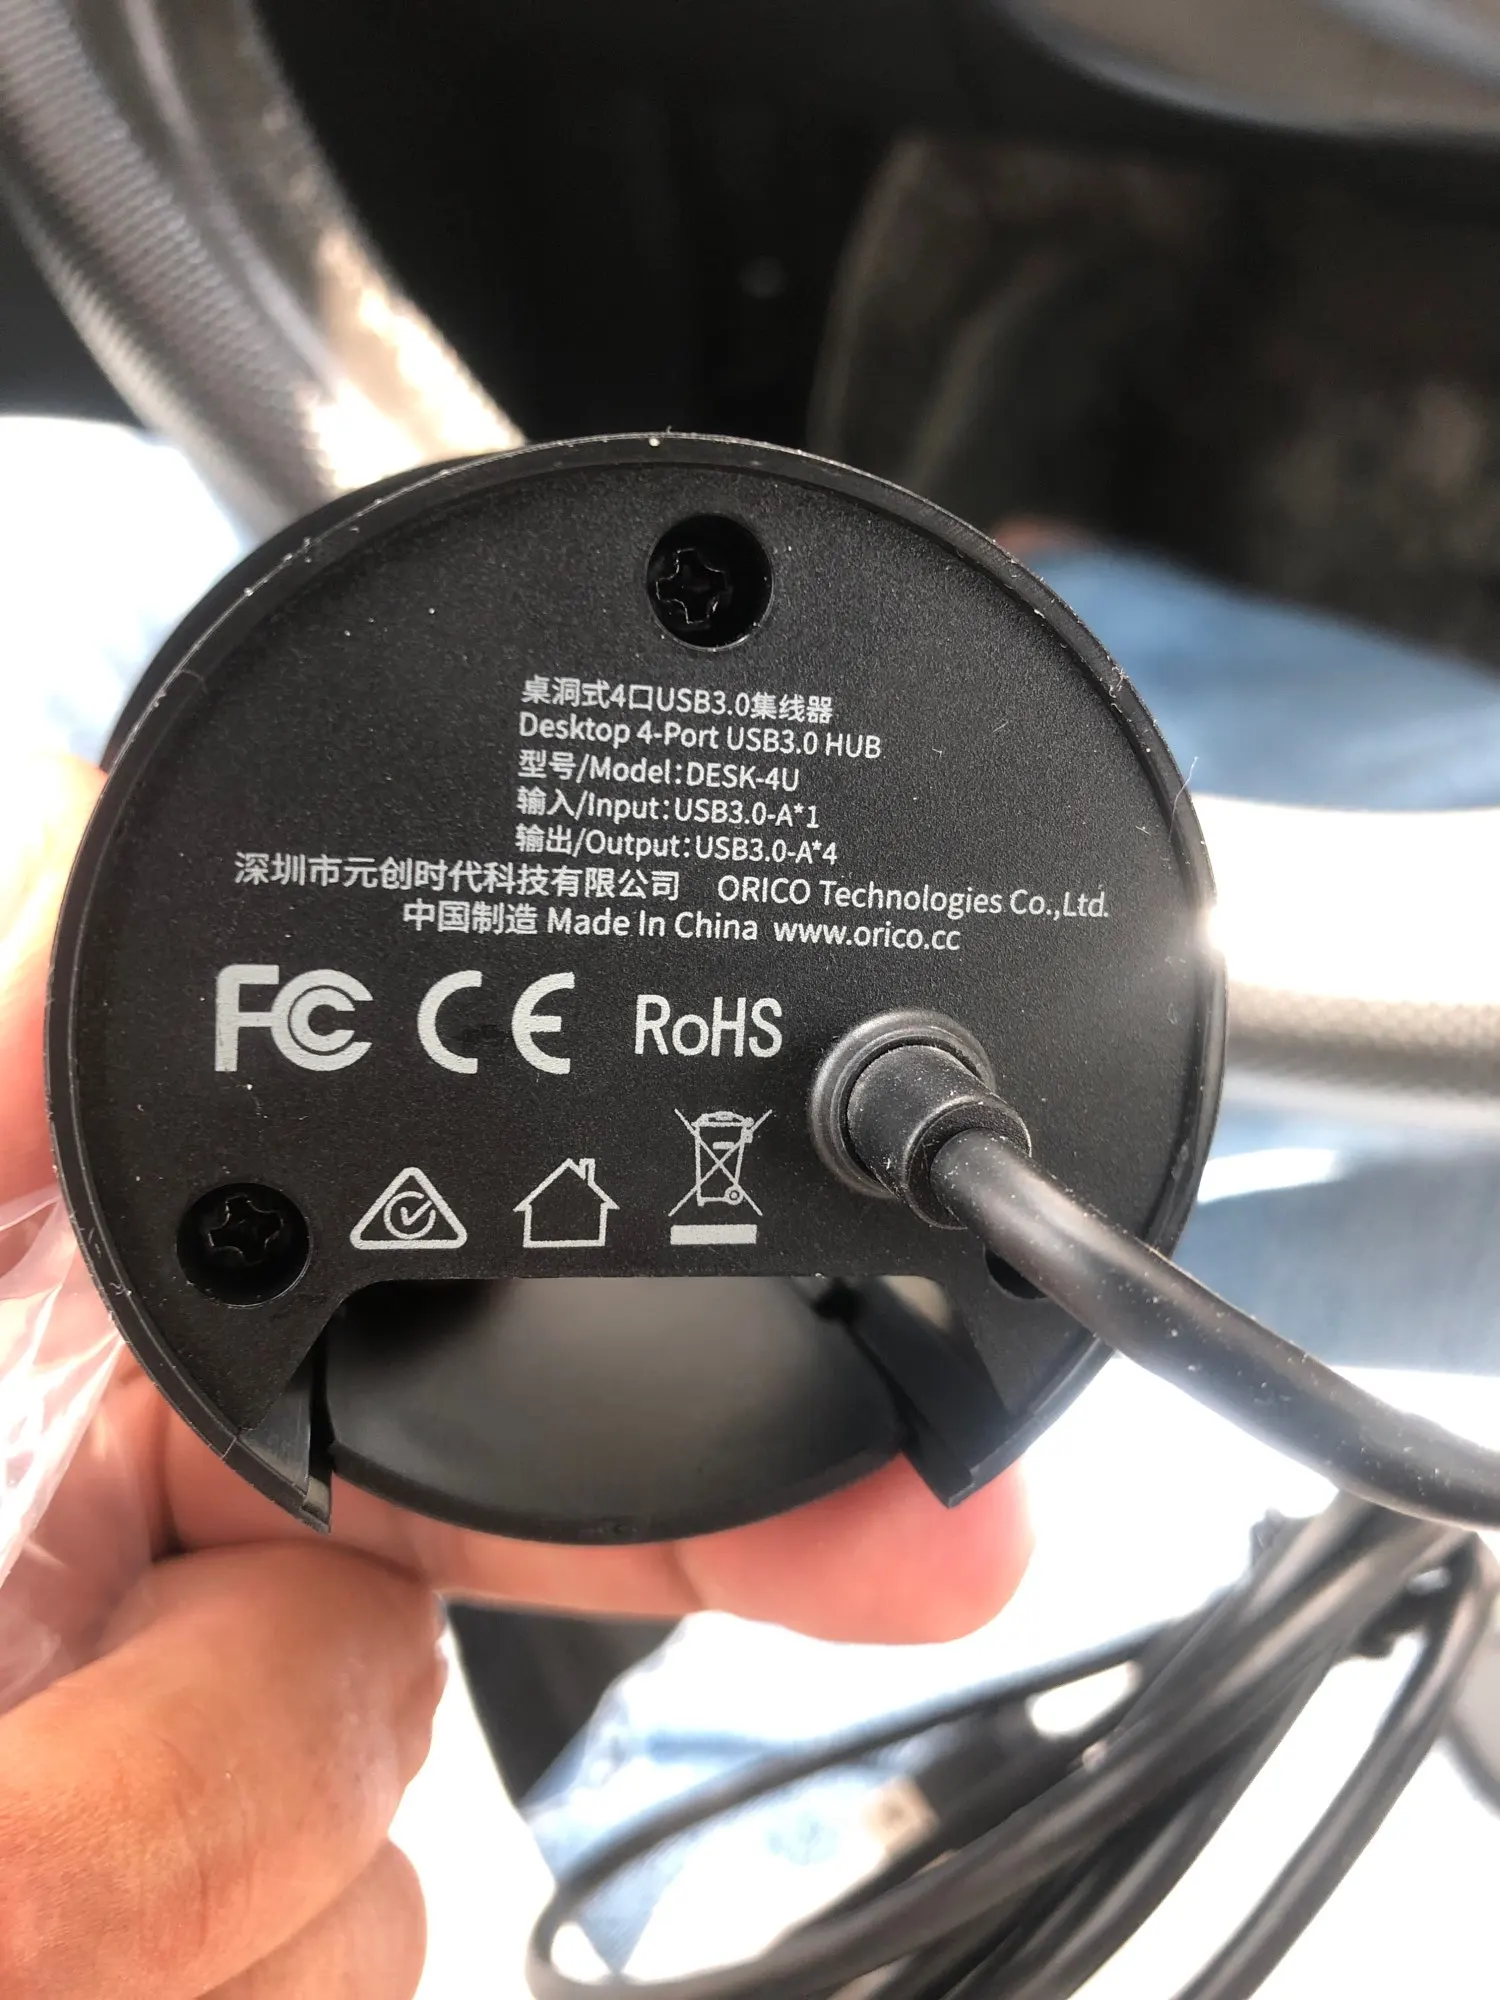 桌洞式4口USB3.0集线器
Desktop 4-Port USB3.0 HUB
型号/Model:DESK-4U
输入/Input:USB3.0-A*1
输出/Output:USB3.0-A*4
深圳市元创时代科技有限公司 ORICO Technologies Co.,Ltd.
中国制造 Made In China www.orico.cc
FC CE RoHS